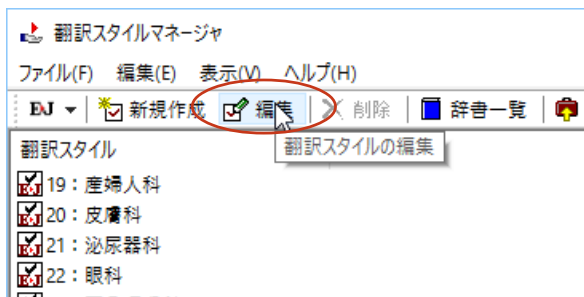 翻訳スタイルマネージャ
ファイル(F) 編集(E) 表示(V) ヘルプ(H)
EJ 新規作成 編集 削除 辞書一覧
翻訳スタイルの編集
翻訳スタイル
19：産婦人科
20：皮膚科
21：泌尿器科
22：眼科